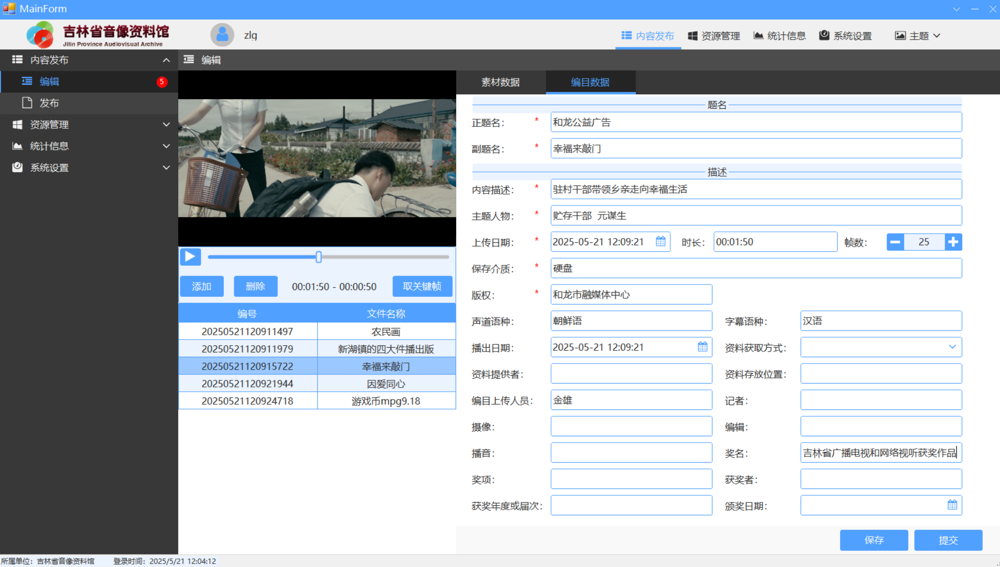 MainForm
吉林省音像资料馆
Jilin Province Audiovisual Archive
zlg
内容发布
资源管理
统计信息
系统设置
主题
内容发布
编辑
5
发布
资源管理
统计信息
系统设置
编辑
素材数据
编目数据
题名
正题名：
*
和龙公益广告
副题名：
*
幸福来敲门
描述
内容描述：
*
驻村干部带领乡亲走向幸福生活
主题人物：
*
贮存干部 元谋生
上传日期：
*
2025-05-21 12:09:21
时长：
00:01:50
帧数：
25
保存介质：
*
硬盘
版权：
*
和龙市融媒体中心
声道语种：
朝鲜语
字幕语种：
汉语
播出日期：
2025-05-21 12:09:21
资料获取方式：
资料提供者：
资料存放位置：
编目上传人员：
金雄
记者：
摄像：
编辑：
播音：
奖名：
吉林省广播电视和网络视听获奖作品
奖项：
获奖者：
获奖年度或届次：
颁奖日期：
添加
删除
00:01:50 - 00:00:50
取关键帧
编号 文件名称
20250521120911497 农民画
20250521120911979 新湖镇的四大件播出版
20250521120915722 幸福来敲门
20250521120921944 因爱同心
20250521120924718 游戏币mpg9.18
保存
提交
所属单位：吉林省音像资料馆 登录时间：2025/5/21 12:04:12